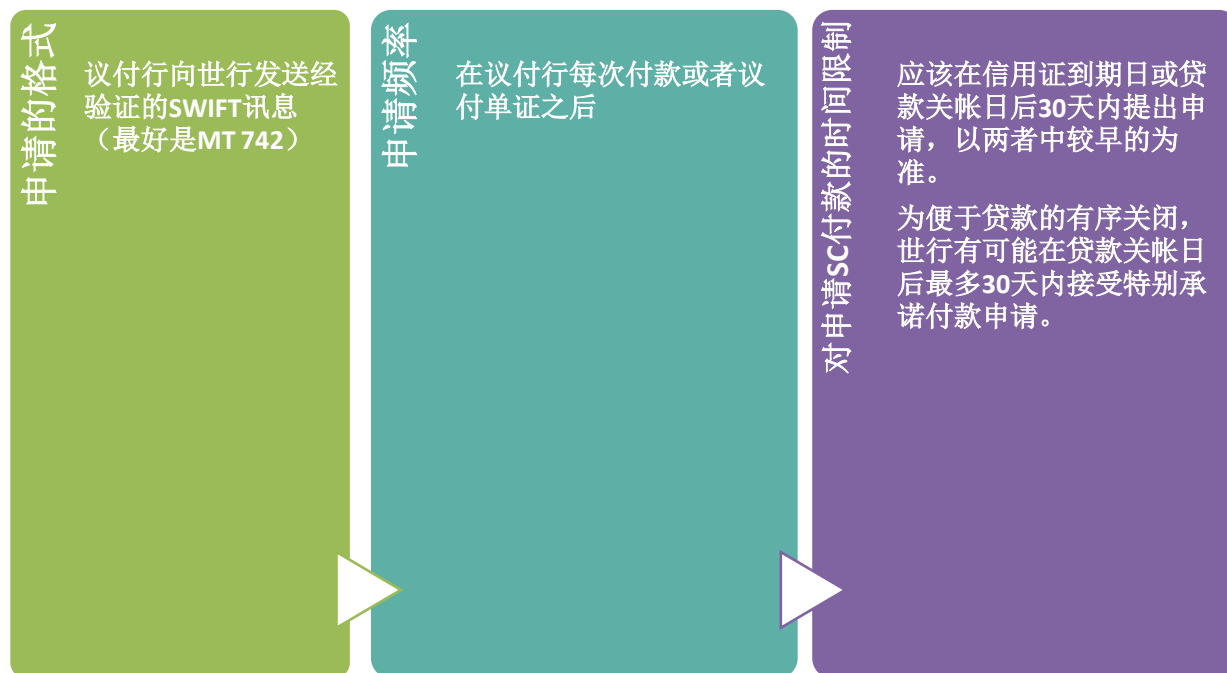 申请的格式
议付行向世行发送经
验证的SWIFT讯息
（最好是MT 742）
申请频率
在议付行每次付款或者议
付单证之后
对申请SC付款的时间限制
应该在信用证到期日或贷
款关帐日后30天内提出申
请，以两者中较早的为
准。
为便于贷款的有序关闭，
世行有可能在贷款关帐日
后最多30天内接受特别承
诺付款申请。